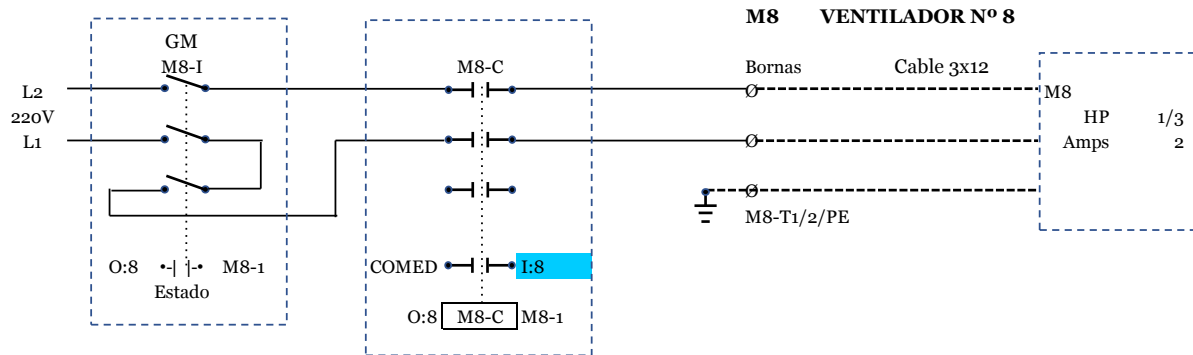 M8 VENTILADOR Nº 8
GM
M8-I M8-C Bornas Cable 3x12
L2 M8
220V HP 1/3
L1 Amps 2
M8-T1/2/PE
O:8 M8-1 COMED I:8
Estado
O:8 M8-C M8-1